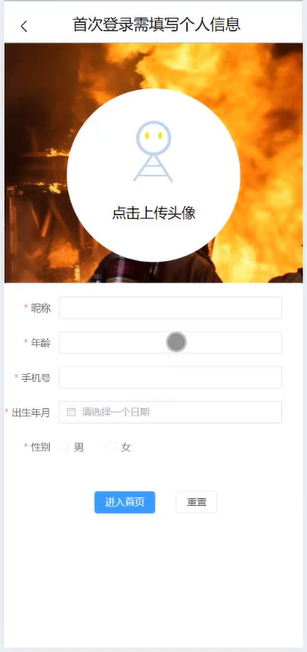 首次登录需填写个人信息
点击上传头像
* 昵称
* 年龄
* 手机号
* 出生年月 请选择一个日期
* 性别 男 女
进入首页 重置